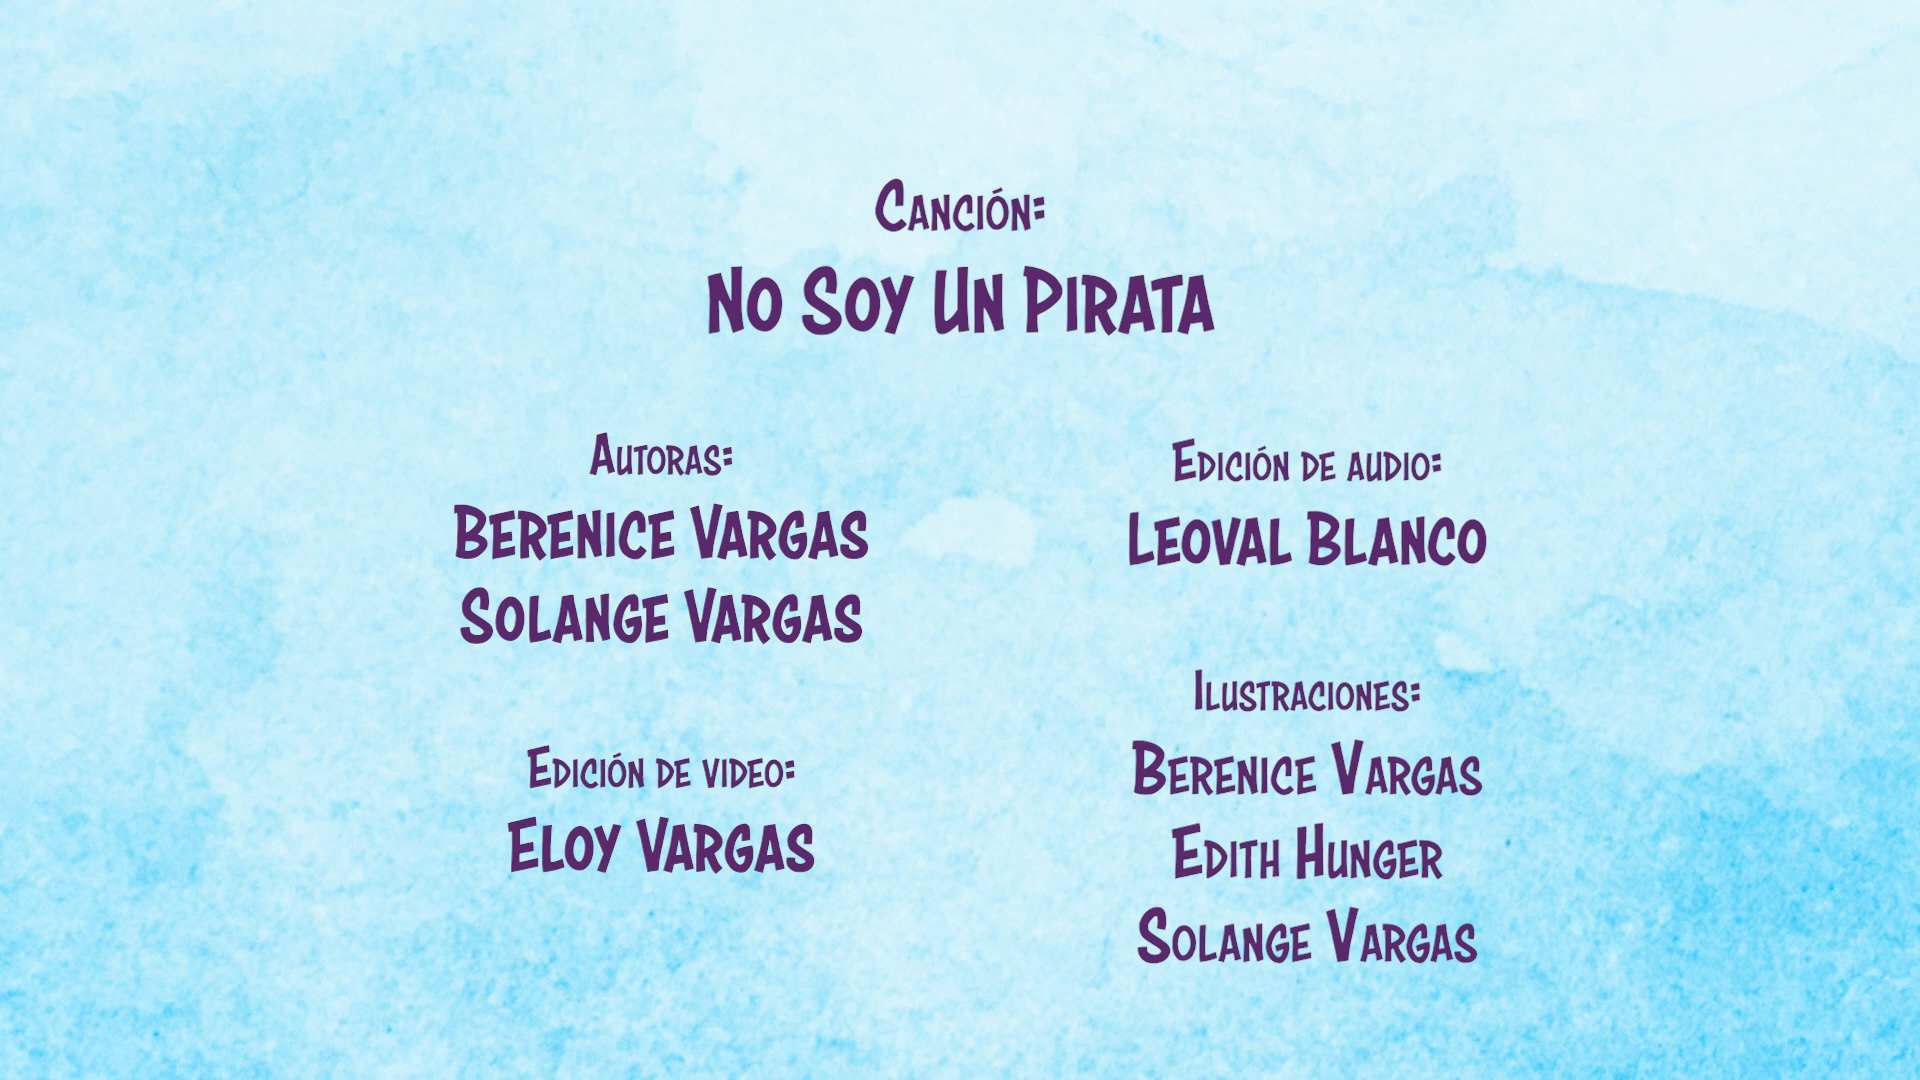 Canción:
No Soy Un Pirata
Autoras:
Berenice Vargas
Solange Vargas
Edición de video:
Eloy Vargas
Edición de audio:
Leoval Blanco
Ilustraciones:
Berenice Vargas
Edith Hunger
Solange Vargas